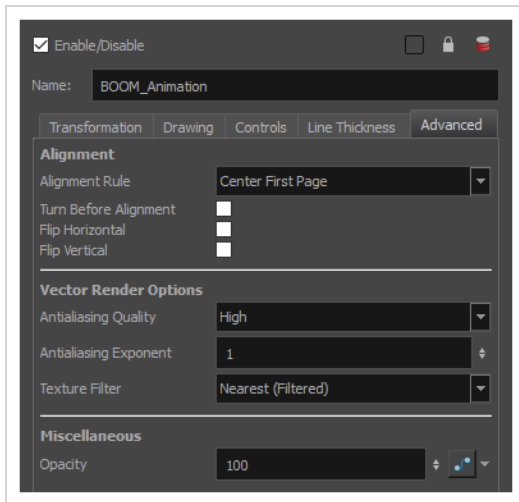 Enable/Disable
Name: BOOM_Animation
Transformation Drawing Controls Line Thickness Advanced
Alignment
Alignment Rule Center First Page
Turn Before Alignment
Flip Horizontal
Flip Vertical
Vector Render Options
Antialiasing Quality High
Antialiasing Exponent 1
Texture Filter Nearest (Filtered)
Miscellaneous
Opacity 100